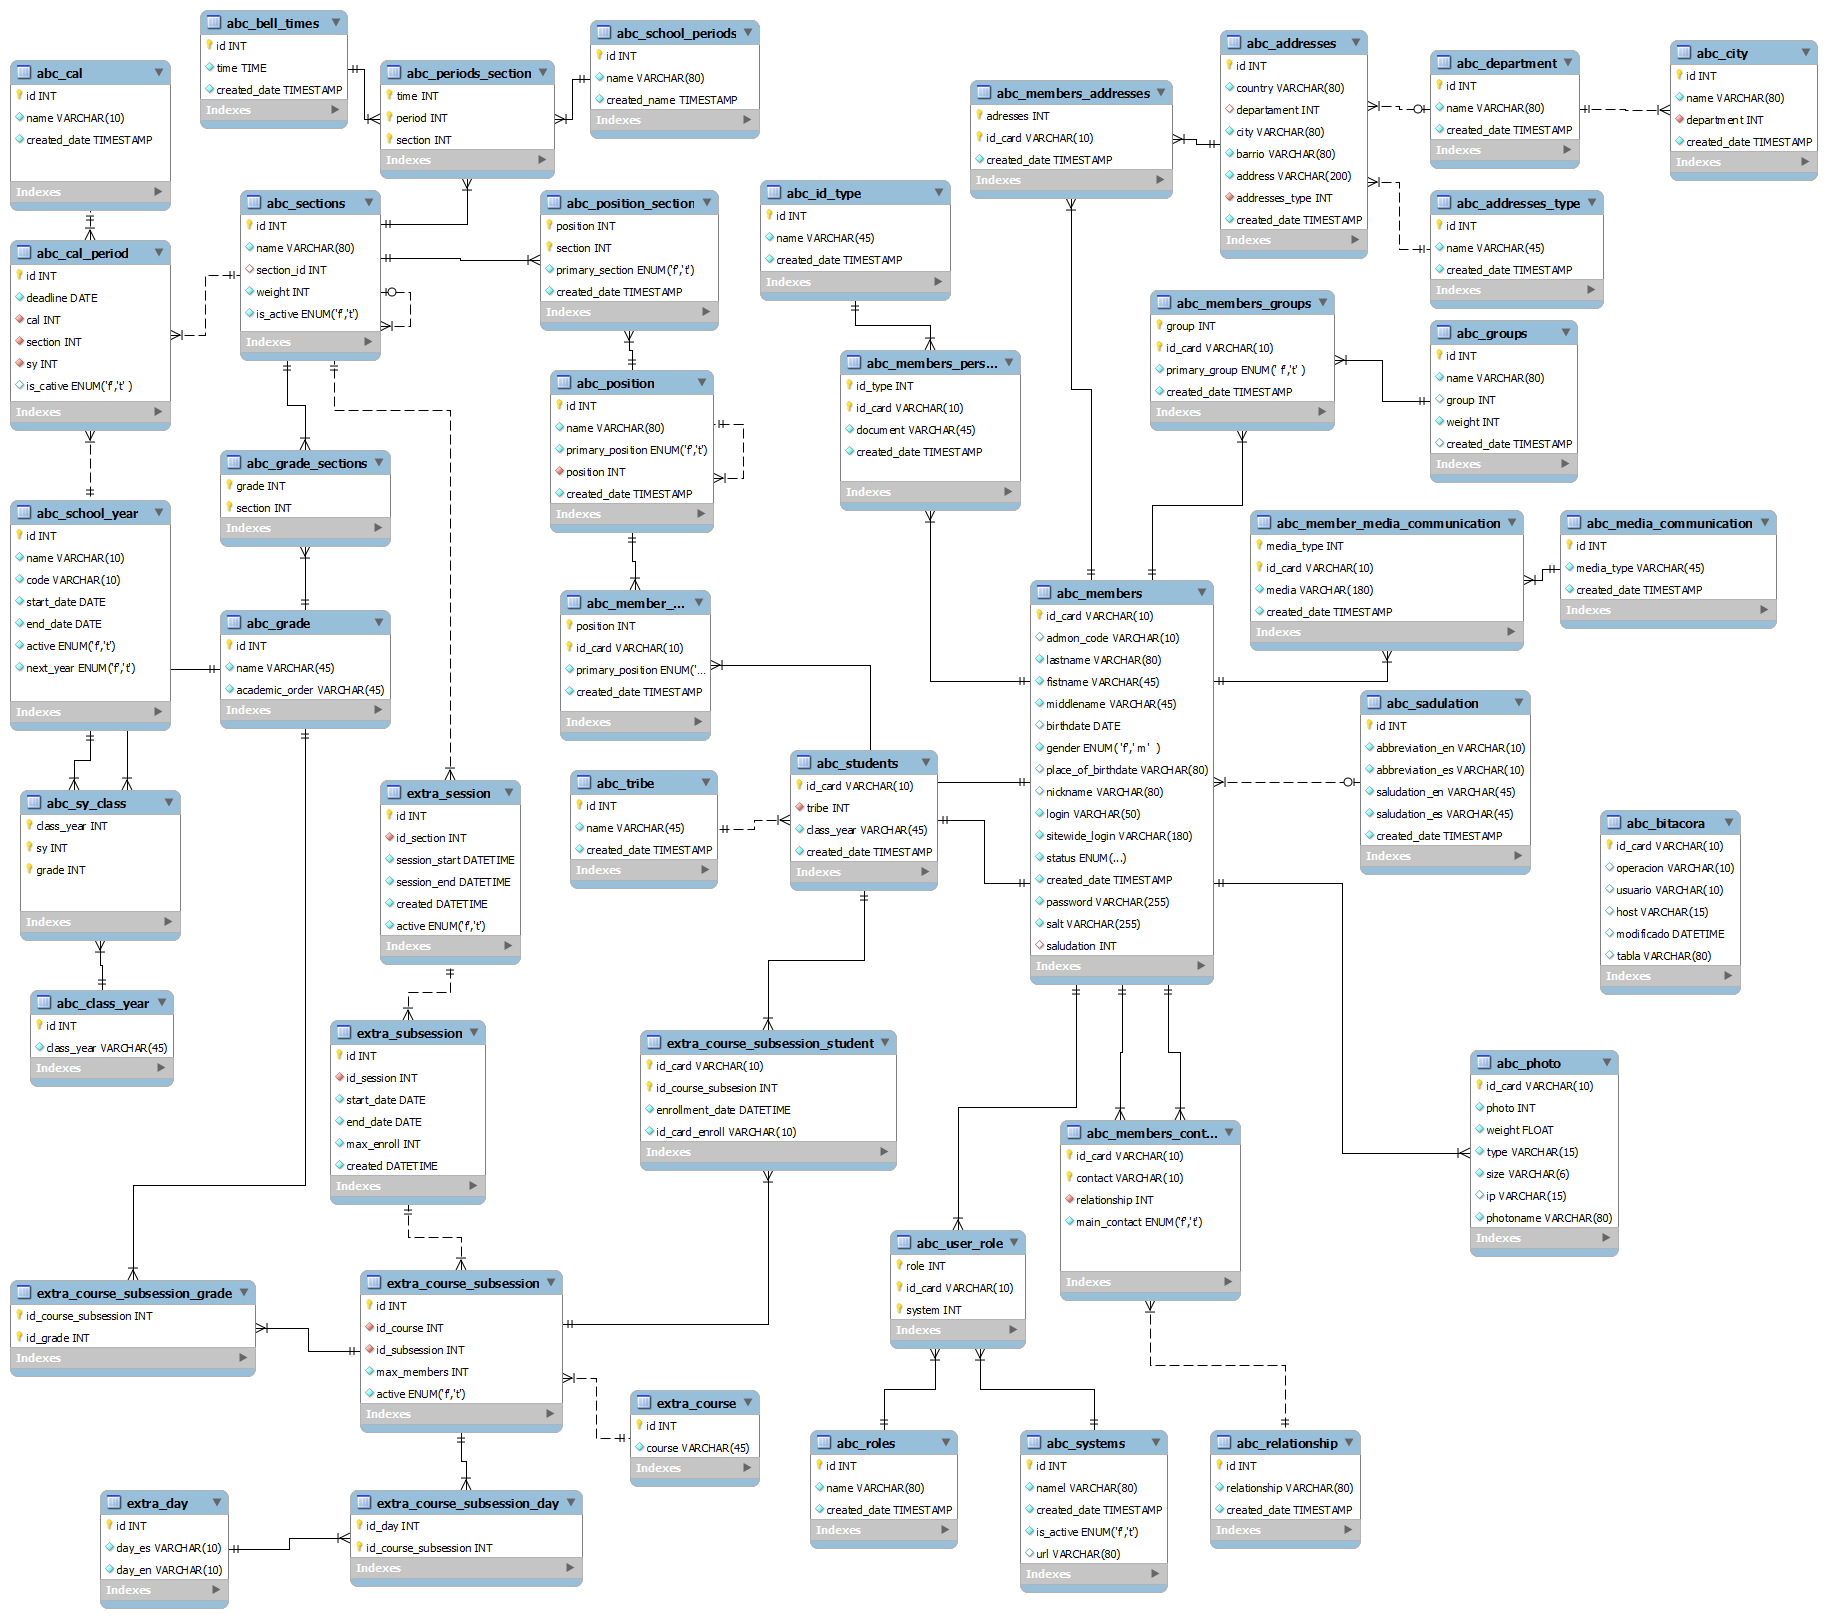 abc_bell_times
id INT
time TIME
created_date TIMESTAMP
Indexes
abc_school_periods
id INT
name VARCHAR(80)
created_name TIMESTAMP
Indexes
abc_cal
id INT
name VARCHAR(10)
created_date TIMESTAMP
Indexes
abc_periods_section
time INT
period INT
section INT
Indexes
abc_addresses
id INT
country VARCHAR(80)
departament INT
city VARCHAR(80)
barrio VARCHAR(80)
address VARCHAR(200)
addresses_type INT
created_date TIMESTAMP
Indexes
abc_department
id INT
name VARCHAR(80)
created_date TIMESTAMP
Indexes
abc_city
id INT
name VARCHAR(80)
department INT
created_date TIMESTAMP
Indexes
abc_members_addresses
adresses INT
id_card VARCHAR(10)
created_date TIMESTAMP
Indexes
abc_sections
id INT
name VARCHAR(80)
section_id INT
weight INT
is_active ENUM('f','t')
Indexes
abc_position_section
position INT
section INT
primary_section ENUM('f','t')
created_date TIMESTAMP
Indexes
abc_id_type
id INT
name VARCHAR(45)
created_date TIMESTAMP
Indexes
abc_addresses_type
id INT
name VARCHAR(45)
created_date TIMESTAMP
Indexes
abc_cal_period
id INT
deadline DATE
cal INT
section INT
sy INT
is_cative ENUM('f','t' )
Indexes
abc_members_groups
group INT
id_card VARCHAR(10)
primary_group ENUM(' f','t' )
created_date TIMESTAMP
Indexes
abc_groups
id INT
name VARCHAR(80)
group INT
weight INT
created_date TIMESTAMP
Indexes
abc_position
id INT
name VARCHAR(80)
primary_position ENUM('f','t')
position INT
created_date TIMESTAMP
Indexes
abc_members_pers...
id_type INT
id_card VARCHAR(10)
document VARCHAR(45)
created_date TIMESTAMP
Indexes
abc_grade_sections
grade INT
section INT
Indexes
abc_school_year
id INT
name VARCHAR(10)
code VARCHAR(10)
start_date DATE
end_date DATE
active ENUM('f','t')
next_year ENUM('f','t')
Indexes
abc_member_media_communication
media_type INT
id_card VARCHAR(10)
media VARCHAR(180)
created_date TIMESTAMP
Indexes
abc_media_communication
id INT
media_type VARCHAR(45)
created_date TIMESTAMP
Indexes
abc_grade
id INT
name VARCHAR(45)
academic_order VARCHAR(45)
Indexes
abc_member_...
position INT
id_card VARCHAR(10)
primary_position ENUM('...
created_date TIMESTAMP
Indexes
abc_members
id_card VARCHAR(10)
admon_code VARCHAR(10)
lastname VARCHAR(80)
fistname VARCHAR(45)
middlename VARCHAR(45)
birthdate DATE
gender ENUM( 'f',' m'  )
place_of_birthdate VARCHAR(80)
nickname VARCHAR(80)
login VARCHAR(50)
sitewide_login VARCHAR(180)
status ENUM(...)
created_date TIMESTAMP
password VARCHAR(255)
salt VARCHAR(255)
saludation INT
Indexes
abc_sadulation
id INT
abbreviation_en VARCHAR(10)
abbreviation_es VARCHAR(10)
saludation_en VARCHAR(45)
saludation_es VARCHAR(45)
created_date TIMESTAMP
Indexes
abc_sy_class
class_year INT
sy INT
grade INT
Indexes
extra_session
id INT
id_section INT
session_start DATETIME
session_end DATETIME
created DATETIME
active ENUM('f','t')
Indexes
abc_tribe
id INT
name VARCHAR(45)
created_date TIMESTAMP
Indexes
abc_students
id_card VARCHAR(10)
tribe INT
class_year VARCHAR(45)
created_date TIMESTAMP
Indexes
abc_bitacora
id_card VARCHAR(10)
operacion VARCHAR(10)
usuario VARCHAR(10)
host VARCHAR(15)
modificado DATETIME
tabla VARCHAR(80)
Indexes
abc_class_year
id INT
class_year VARCHAR(45)
Indexes
extra_subsession
id INT
id_session INT
start_date DATE
end_date DATE
max_enroll INT
created DATETIME
Indexes
extra_course_subsession_student
id_card VARCHAR(10)
id_course_subsesion INT
enrollment_date DATETIME
id_card_enroll VARCHAR(10)
Indexes
abc_photo
id_card VARCHAR(10)
photo INT
weight FLOAT
type VARCHAR(15)
size VARCHAR(6)
ip VARCHAR(15)
photoname VARCHAR(80)
Indexes
abc_members_cont...
id_card VARCHAR(10)
contact VARCHAR(10)
relationship INT
main_contact ENUM('f','t')
Indexes
abc_user_role
role INT
id_card VARCHAR(10)
system INT
Indexes
extra_course_subsession_grade
id_course_subsession INT
id_grade INT
Indexes
extra_course_subsession
id INT
id_course INT
id_subsession INT
max_members INT
active ENUM('f','t')
Indexes
extra_course
id INT
course VARCHAR(45)
Indexes
abc_roles
id INT
name VARCHAR(80)
created_date TIMESTAMP
Indexes
abc_systems
id INT
namel VARCHAR(80)
created_date TIMESTAMP
is_active ENUM('f','t')
url VARCHAR(80)
Indexes
abc_relationship
id INT
relationship VARCHAR(80)
created_date TIMESTAMP
Indexes
extra_day
id INT
day_es VARCHAR(10)
day_en VARCHAR(10)
Indexes
extra_course_subsession_day
id_day INT
id_course_subsession INT
Indexes